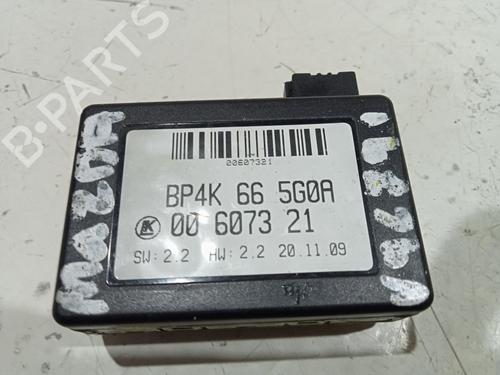 B-PARTS
00607321
BP4K 66 5G0A
00 6073 21
SW: 2.2 HW: 2.2 20.11.09